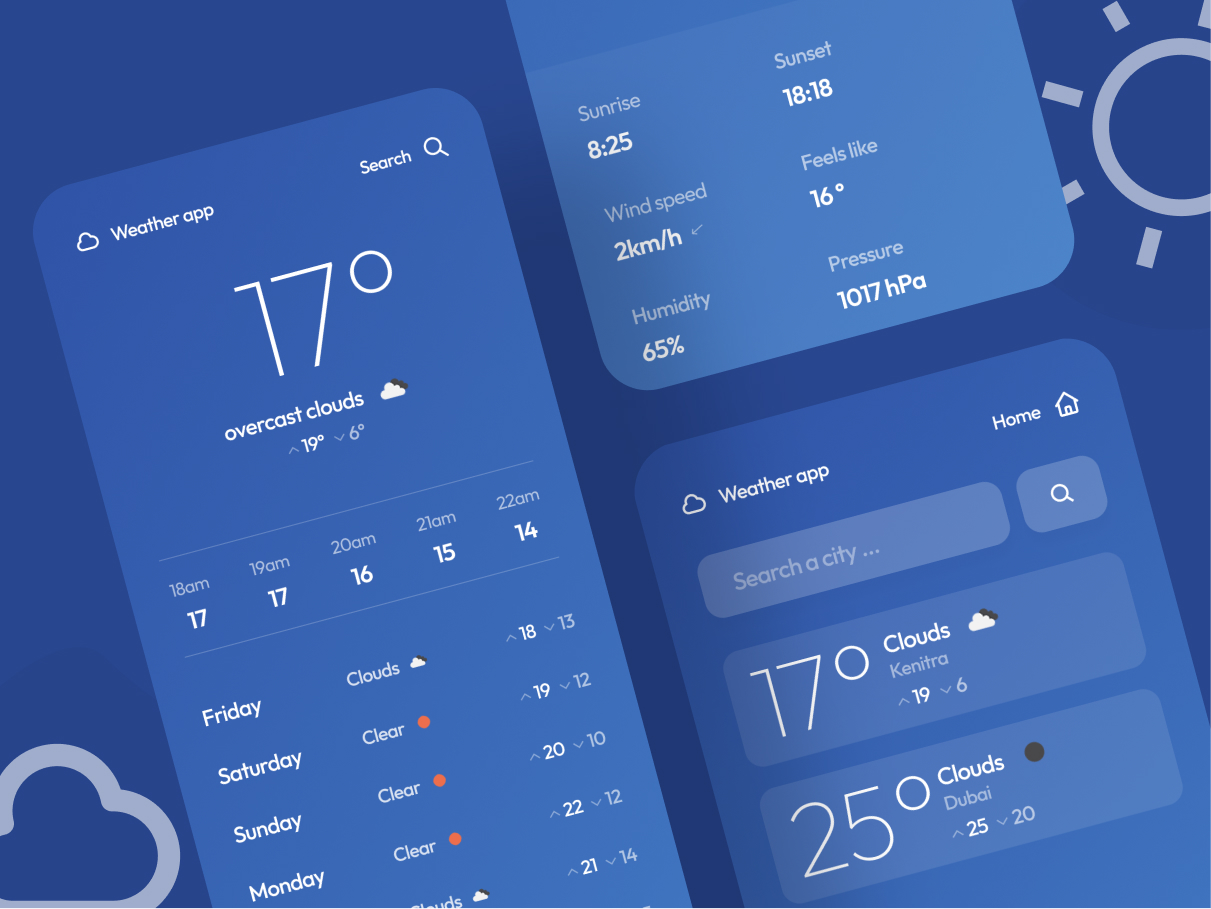 Search
Weather app
17°
overcast clouds
19° 6°
18am 19am 20am 21am 22am
17 17 16 15 14
Friday Clouds 18 13
Saturday Clear 19 12
Sunday Clear 20 10
Monday Clear 22 12
21 14
Sunrise Sunset
8:25 18:18
Wind speed Feels like
2km/h 16°
Humidity Pressure
65% 1017 hPa
Home
Weather app
Search a city ...
17° Clouds
Kenitra
19 6
25° Clouds
Dubai
25 20